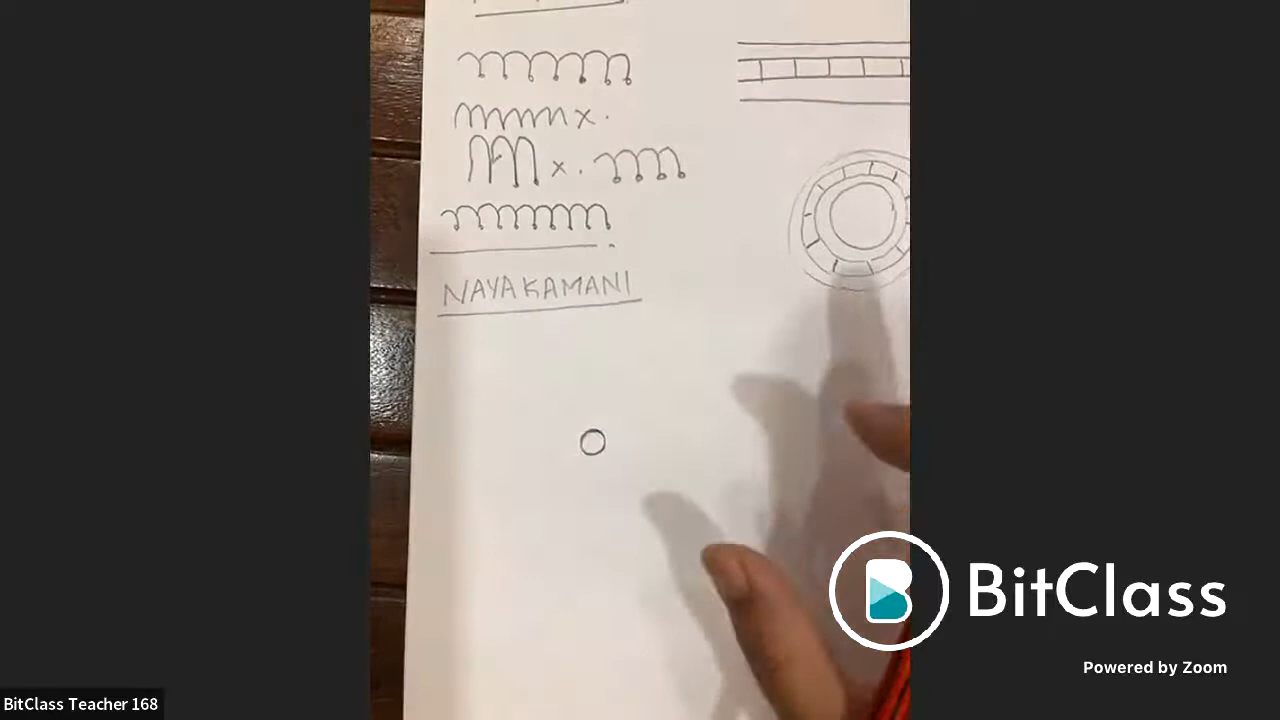 x.
x.
NAYAKAMANI
BitClass
Powered by Zoom
BitClass Teacher 168